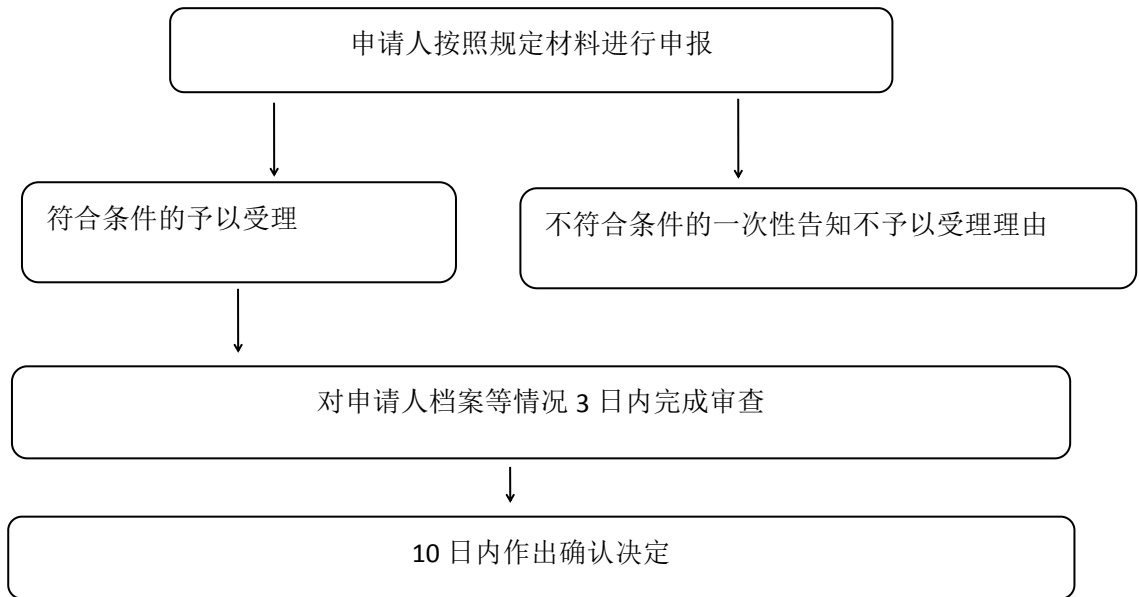 申请人按照规定材料进行申报
符合条件的予以受理
不符合条件的一次性告知不予以受理理由
对申请人档案等情况 3 日内完成审查
10 日内作出确认决定